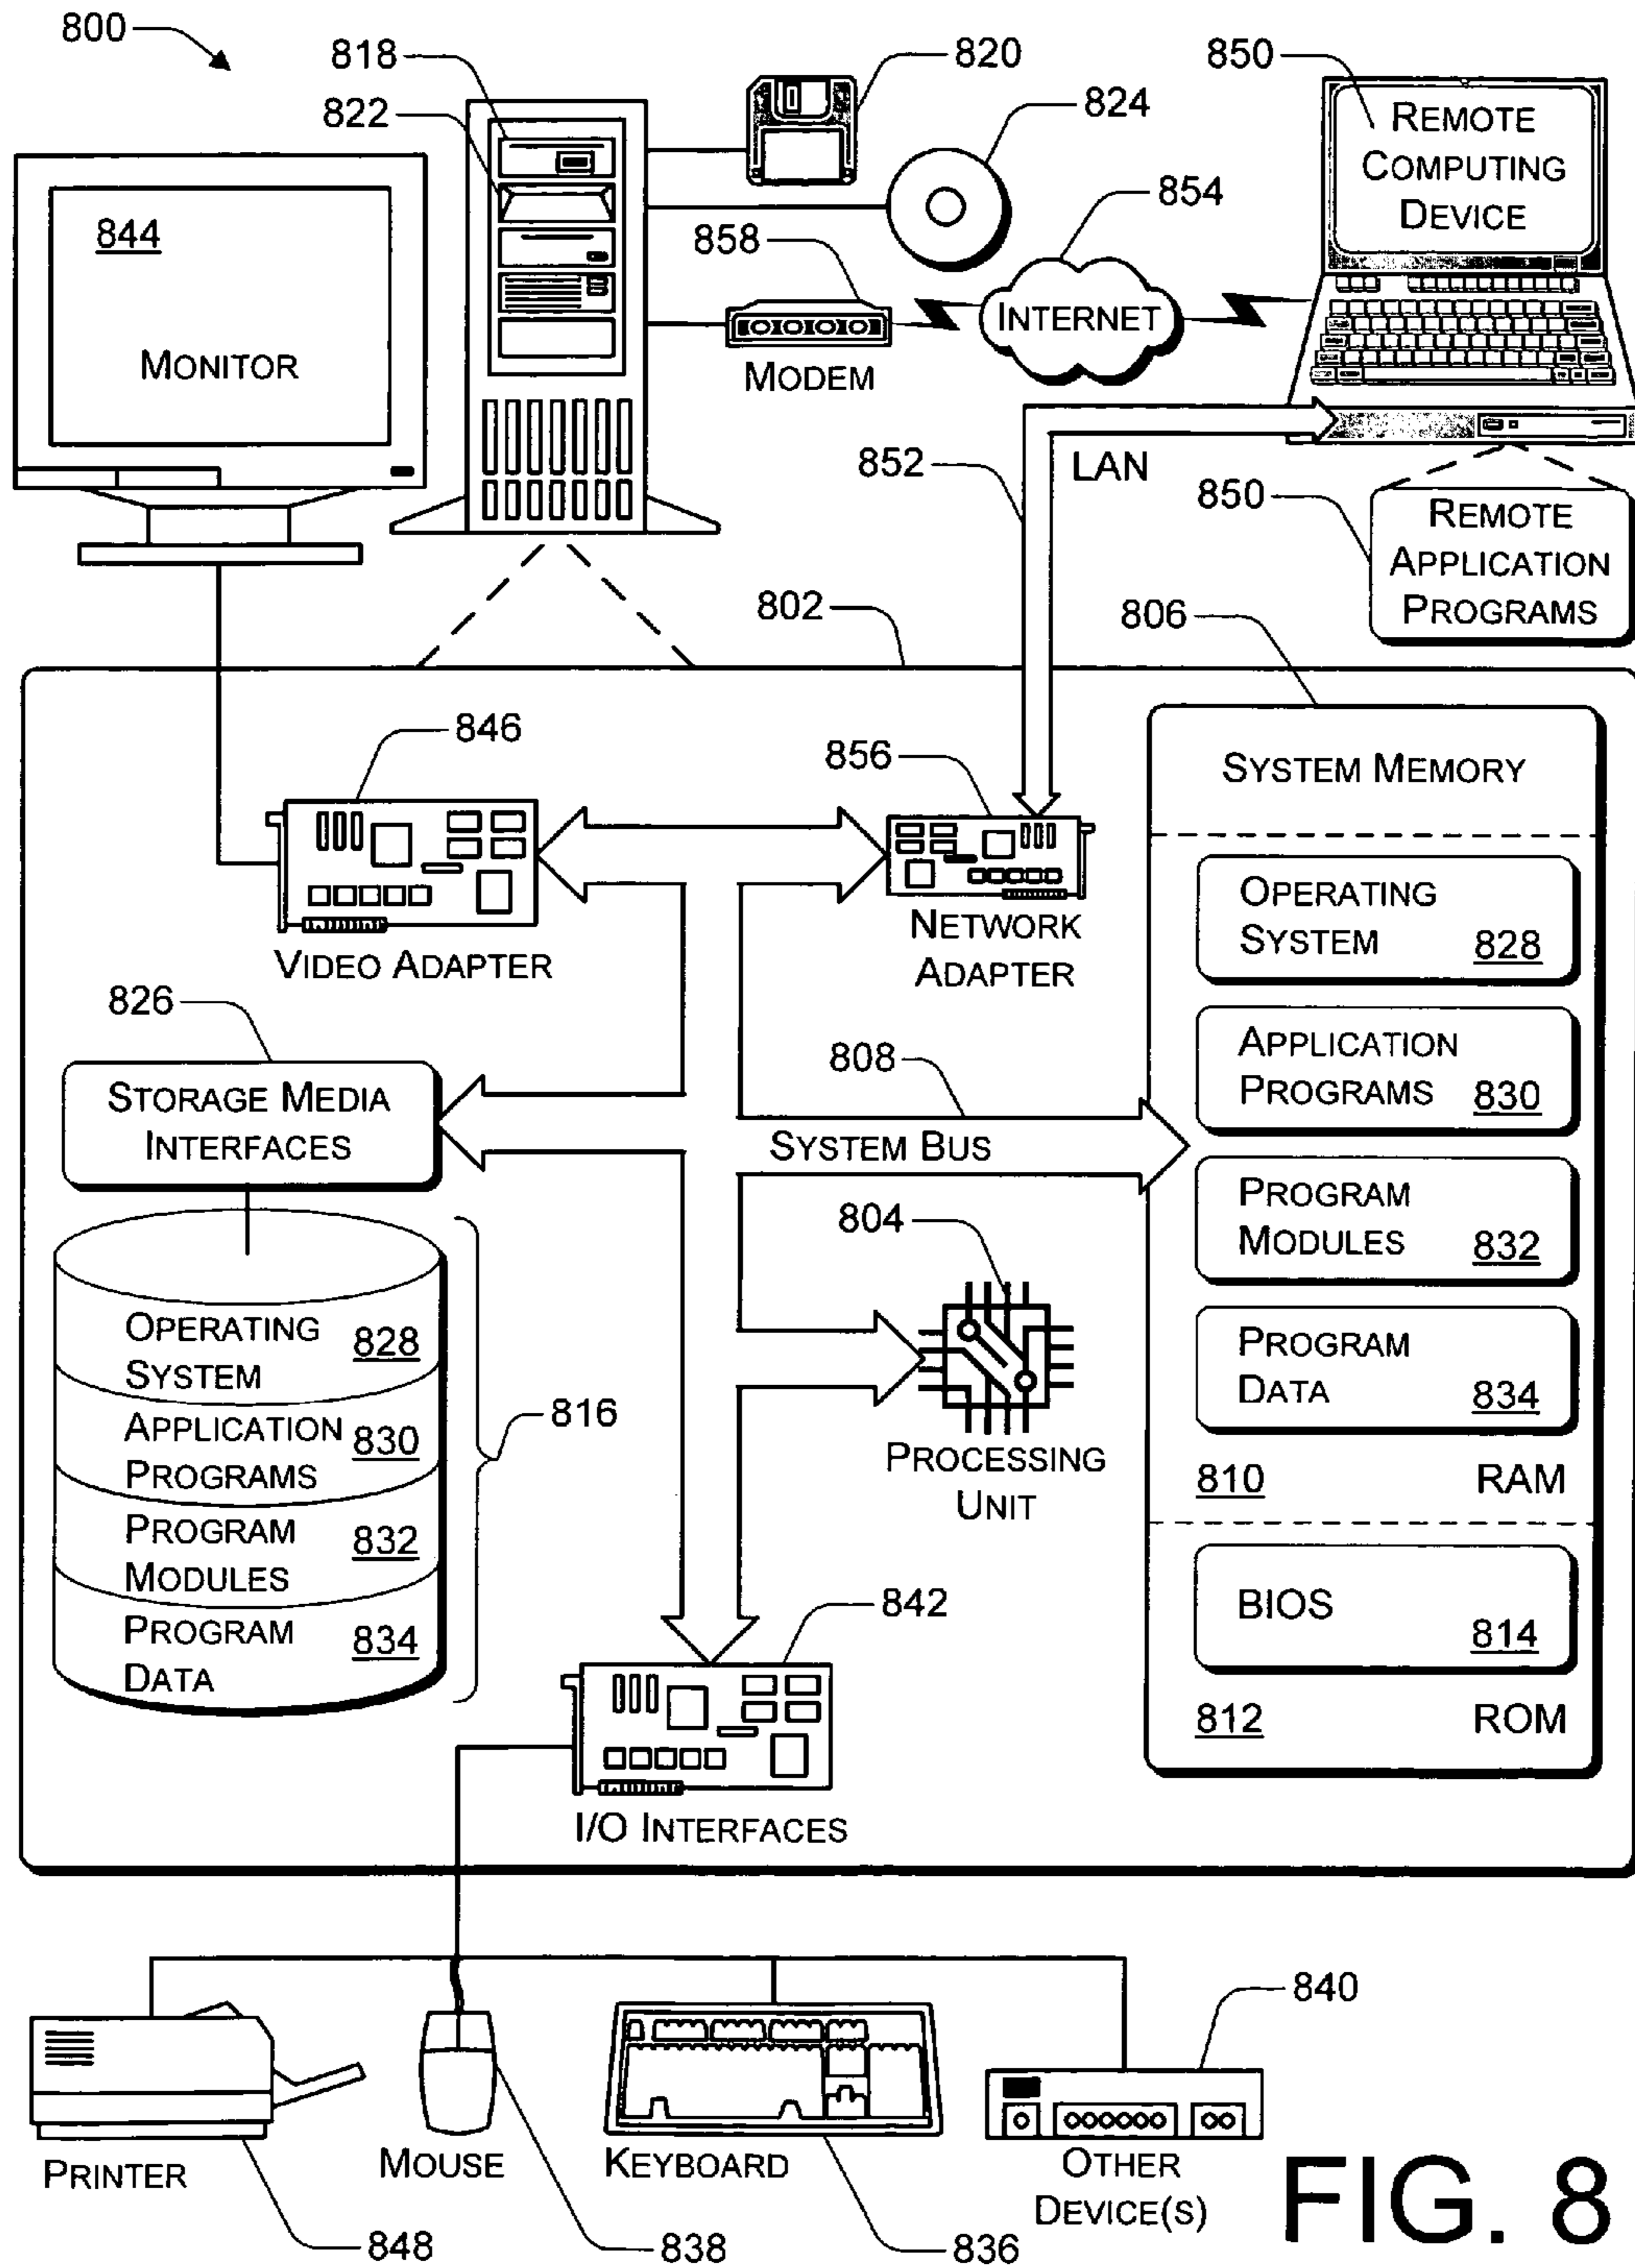 800
818
822
820
824
850
REMOTE
COMPUTING
DEVICE
844
MONITOR
858
MODEM
854
INTERNET
852
LAN
850
REMOTE
APPLICATION
PROGRAMS
802
806
846
VIDEO ADAPTER
856
NETWORK
ADAPTER
SYSTEM MEMORY
OPERATING
SYSTEM 828
APPLICATION
PROGRAMS 830
PROGRAM
MODULES 832
PROGRAM
DATA 834
810 RAM
BIOS
814
812 ROM
826
STORAGE MEDIA
INTERFACES
808
SYSTEM BUS
804
PROCESSING
UNIT
OPERATING
SYSTEM 828
APPLICATION
PROGRAMS 830
PROGRAM
MODULES 832
PROGRAM
DATA 834
816
842
I/O INTERFACES
PRINTER
848
MOUSE
838
KEYBOARD
836
840
OTHER
DEVICE(S)
FIG. 8